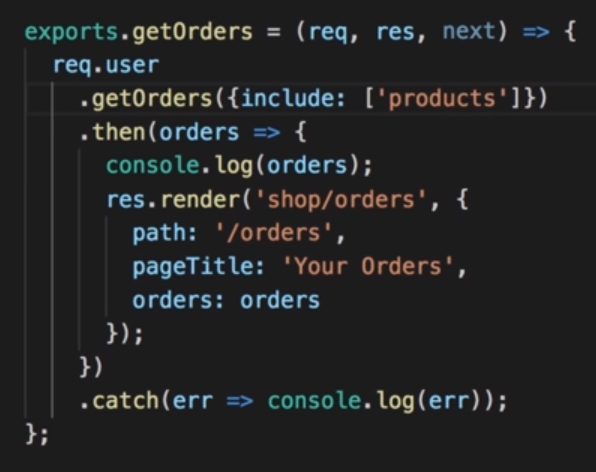 exports.getOrders = (req, res, next) => {
  req.user
    .getOrders({include: ['products']})
    .then(orders => {
      console.log(orders);
      res.render('shop/orders', {
        path: '/orders',
        pageTitle: 'Your Orders',
        orders: orders
      });
    })
    .catch(err => console.log(err));
};